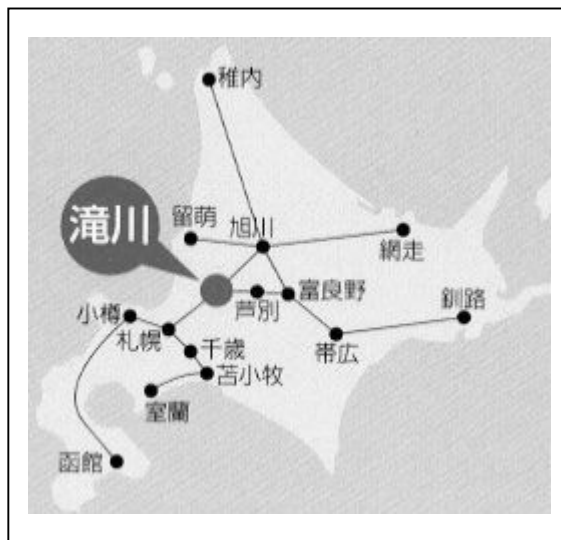 稚内
留萌
旭川
滝川
網走
富良野
釧路
芦別
小樽
札幌
帯広
千歳
苫小牧
室蘭
函館